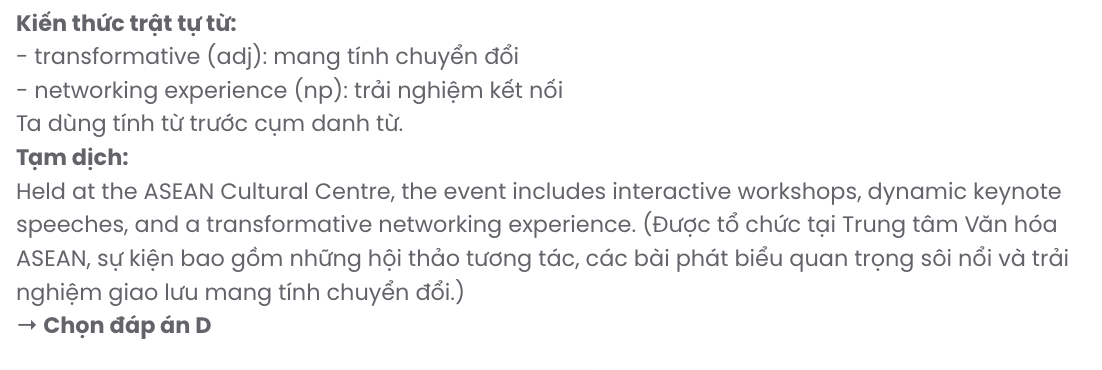 Kiến thức trật tự từ:
- transformative (adj): mang tính chuyển đổi
- networking experience (np): trải nghiệm kết nối
Ta dùng tính từ trước cụm danh từ.
Tạm dịch:
Held at the ASEAN Cultural Centre, the event includes interactive workshops, dynamic keynote
speeches, and a transformative networking experience. (Được tổ chức tại Trung tâm Văn hóa
ASEAN, sự kiện bao gồm những hội thảo tương tác, các bài phát biểu quan trọng sôi nổi và trải
nghiệm giao lưu mang tính chuyển đổi.)
→ Chọn đáp án D